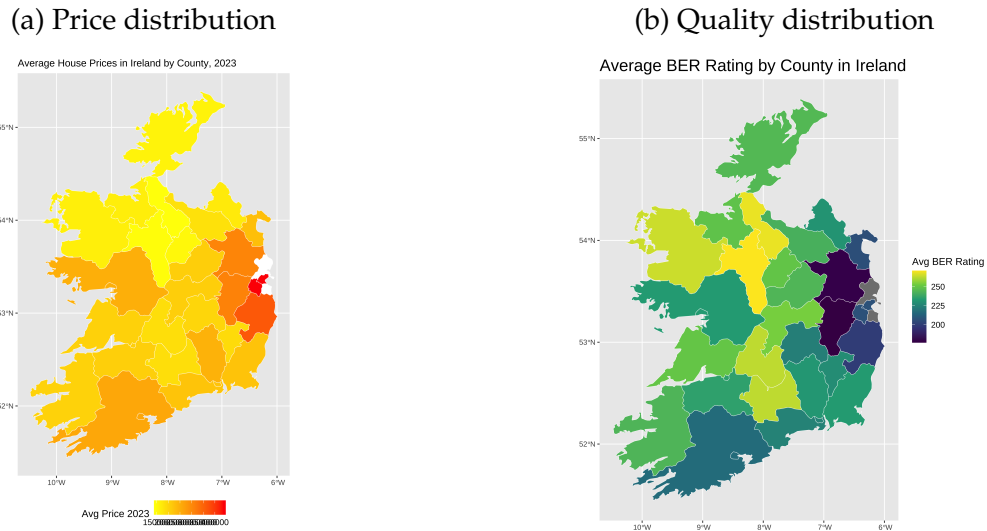 (a) Price distribution
(b) Quality distribution
Average House Prices in Ireland by County, 2023
Average BER Rating by County in Ireland
55°N
54°N
53°N
52°N
10°W 9°W 8°W 7°W 6°W
Avg Price 2023
55°N
54°N
53°N
52°N
10°W 9°W 8°W 7°W 6°W
Avg BER Rating
250
225
200